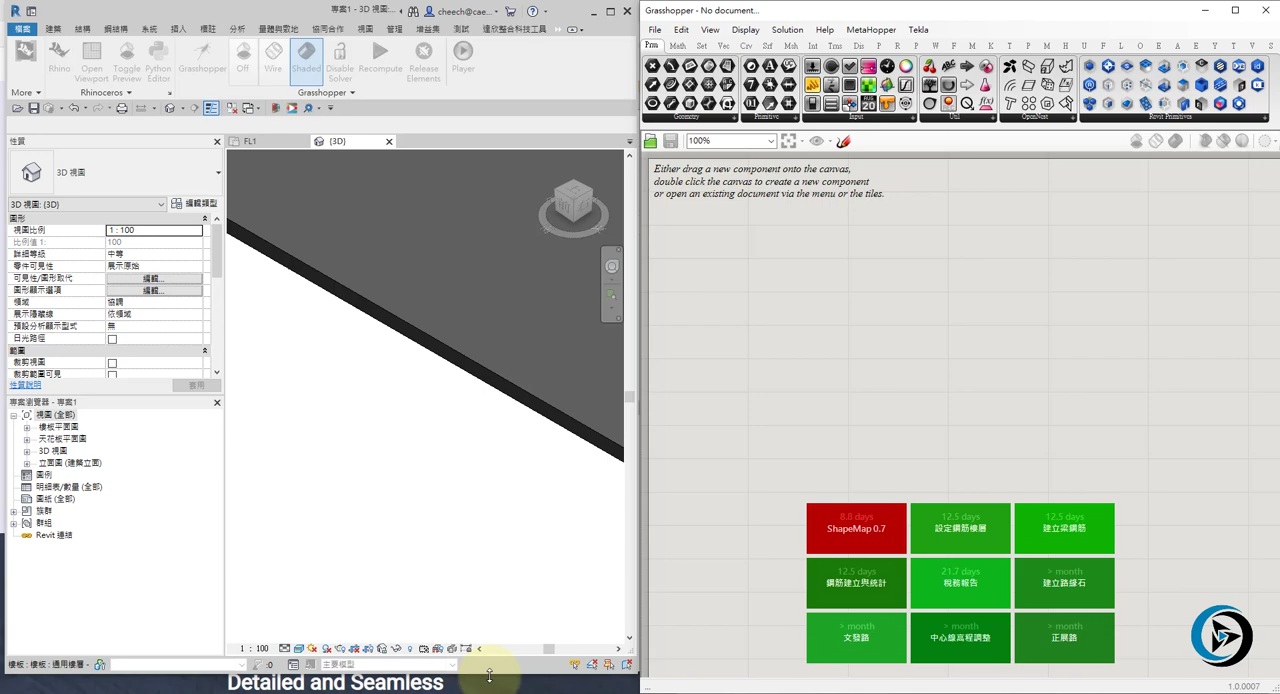 專案1 - 3D 視圖:...
cheech@cae...
檔案 建築 結構 鋼結構 系統 插入 標註 分析 量體與敷地 協同合作 視圖 管理 增益集 測試 達欣整合科技工具
Rhino
Open Viewport
Toggle Preview
Python Editor
Grasshopper
Off
Wire
Shaded
Disable Solver
Recompute
Release Elements
Player
More
Rhinoceros
Grasshopper
性質
FL1
{3D}
3D 視圖
3D 視圖: {3D}
編輯類型
圖形
視圖比例 1 : 100
比例值 1: 100
詳細等級 中等
零件可見性 展示原始
可見性/圖形取代 編輯...
圖形顯示選項 編輯...
領域 協調
展示隱藏線 依領域
預設分析顯示型式 無
日光路徑
範圍
裁剪視圖
裁剪範圍可見
性質說明
套用
專案瀏覽器 - 專案1
視圖 (全部)
樓板平面圖
天花板平面圖
3D 視圖
立面圖 (建築立面)
圖例
明細表/數量 (全部)
圖紙 (全部)
族群
群組
Revit 連結
1 : 100
樓板 : 樓板 : 通用樓層 -
:0
主要模型
Detailed and Seamless
Grasshopper - No document...
File Edit View Display Solution Help MetaHopper Tekla
Prm Math Set Vec Crv Srf Msh Int Trns Dis P R P W F M K T P U F L O E A E A T Y T V S
Geometry
Primitive
Input
Util
OpenNest
Revit Primitives
100%
Either drag a new component onto the canvas,
double click the canvas to create a new component
or open an existing document via the menu or the tiles.
8.8 days
ShapeMap 0.7
12.5 days
設定鋼筋樓層
12.5 days
建立梁鋼筋
12.5 days
鋼筋建立與統計
21.7 days
稅務報告
> month
建立路緣石
> month
文發路
> month
中心線高程調整
> month
正展路
...
1.0.0007